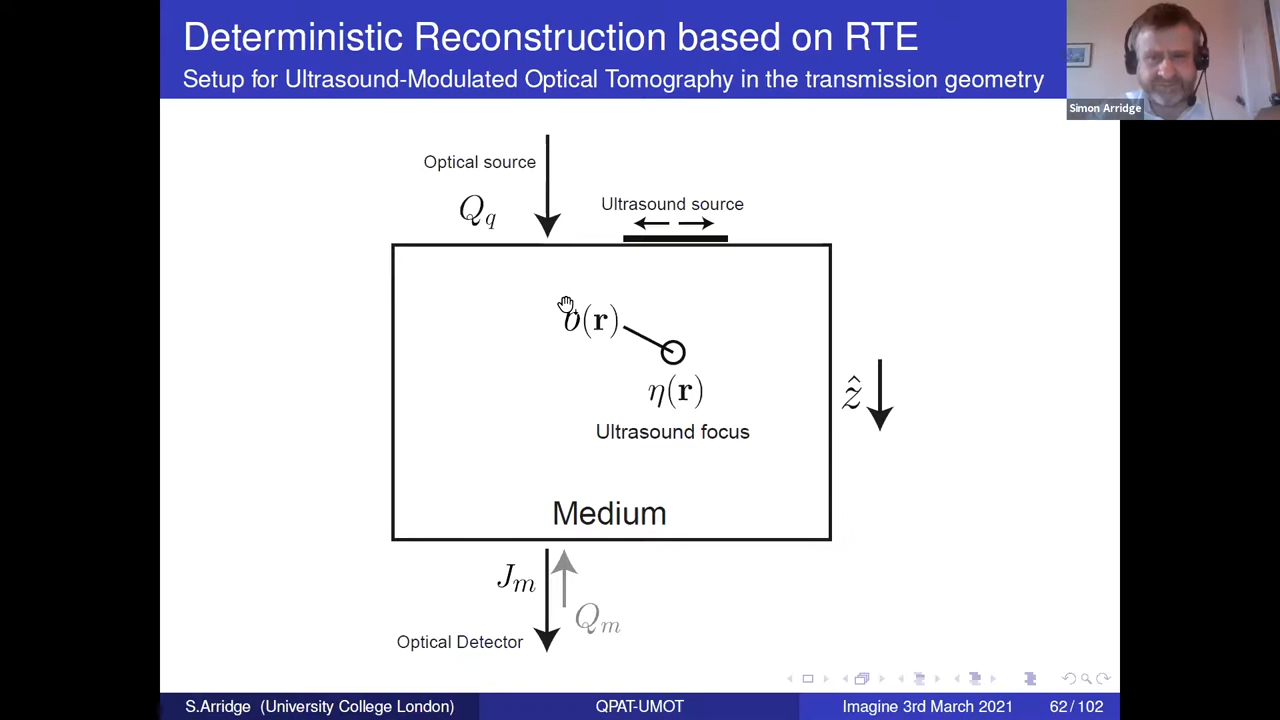 Deterministic Reconstruction based on RTE
Setup for Ultrasound-Modulated Optical Tomography in the transmission geometry
Simon Arridge
Optical source
Q_q
Ultrasound source
(r)
η(r)
Ultrasound focus
ẑ
Medium
J_m
Q_m
Optical Detector
S.Arridge (University College London)
QPAT-UMOT
Imagine 3rd March 2021
62 / 102